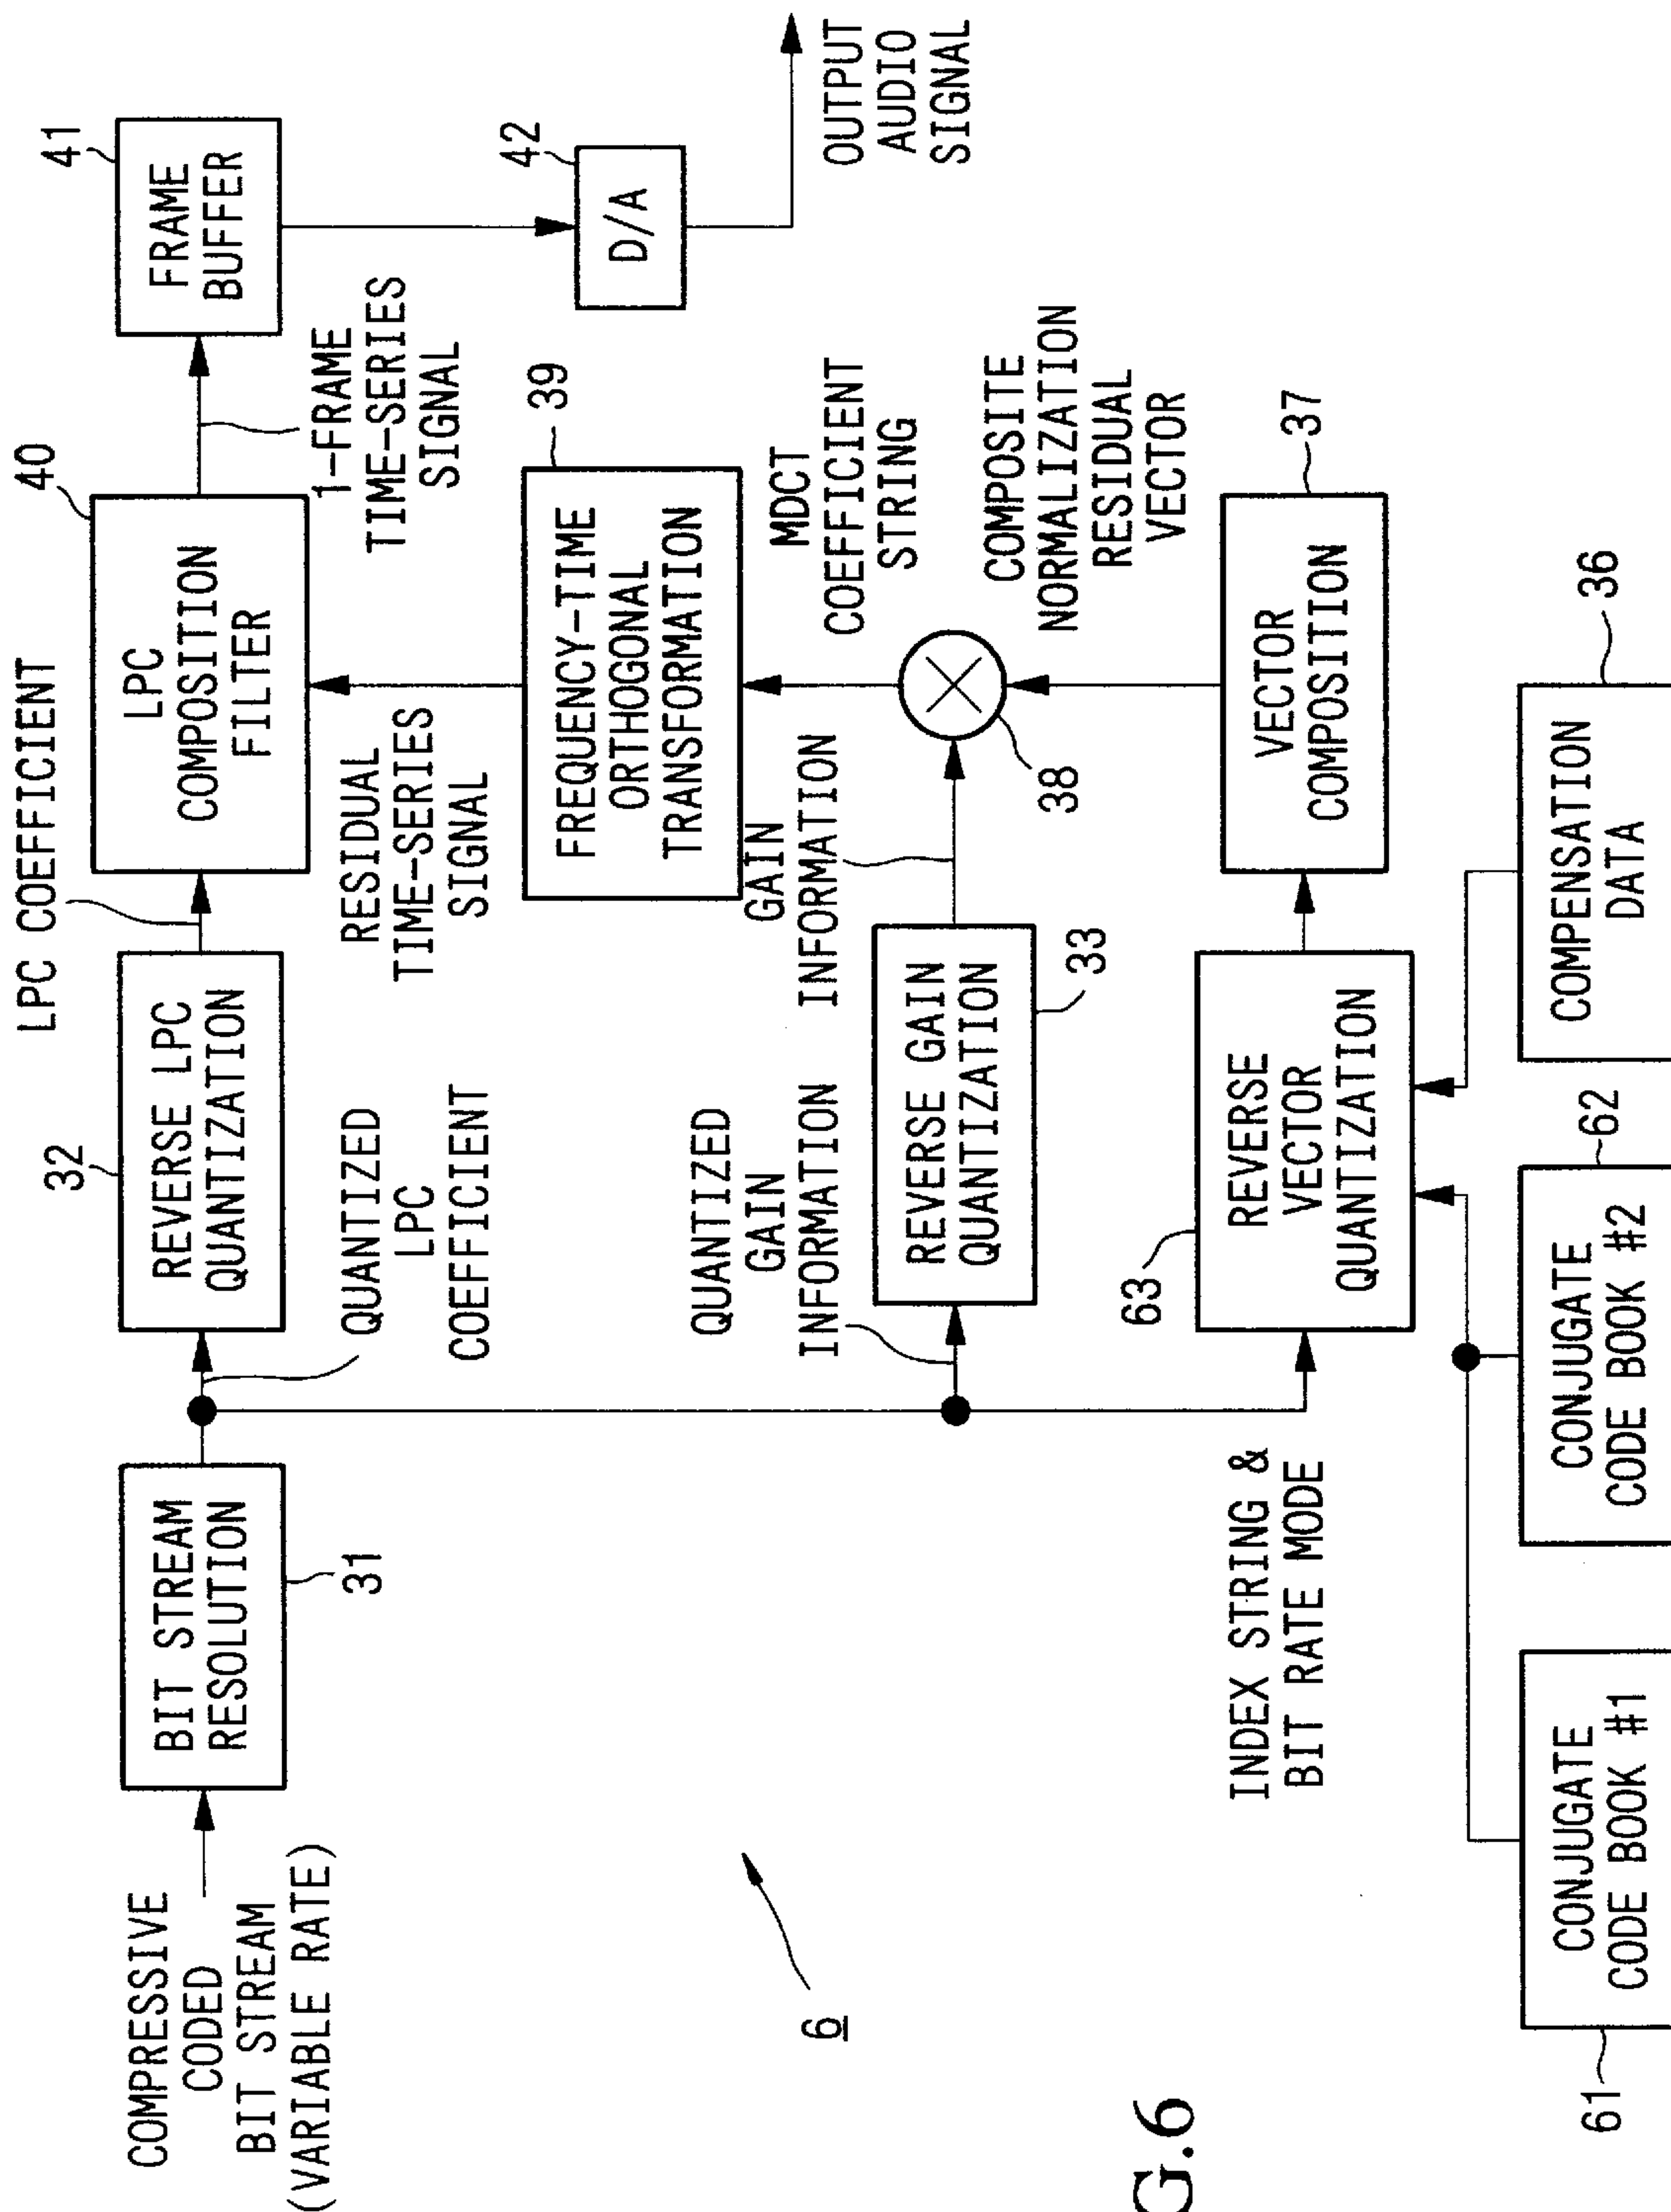 COMPRESSIVE
CODED
BIT STREAM
(VARIABLE RATE)
BIT STREAM
RESOLUTION
31
32
REVERSE LPC
QUANTIZATION
LPC COEFFICIENT
QUANTIZED
LPC
COEFFICIENT
40
LPC
COMPOSITION
FILTER
41
FRAME
BUFFER
1-FRAME
TIME-SERIES
SIGNAL
42
D/A
OUTPUT
AUDIO
SIGNAL
RESIDUAL
TIME-SERIES
SIGNAL
39
FREQUENCY-TIME
ORTHOGONAL
TRANSFORMATION
MDCT
COEFFICIENT
STRING
QUANTIZED
GAIN
INFORMATION
REVERSE GAIN
QUANTIZATION
33
GAIN
INFORMATION
38
COMPOSITE
NORMALIZATION
RESIDUAL
VECTOR
INDEX STRING &
BIT RATE MODE
63
REVERSE
VECTOR
QUANTIZATION
VECTOR
COMPOSITION
37
61
CONJUGATE
CODE BOOK #1
62
CONJUGATE
CODE BOOK #2
36
COMPENSATION
DATA
6
G.6